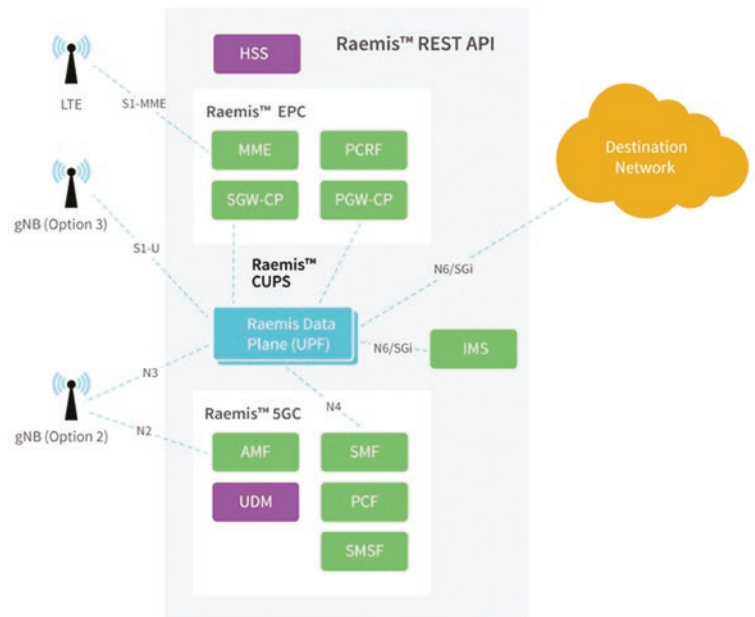 HSS
Raemis™ REST API
LTE
S1-MME
Raemis™ EPC
MME
PCRF
SGW-CP
PGW-CP
Destination
Network
gNB (Option 3)
S1-U
Raemis™
CUPS
N6/SGi
Raemis Data
Plane (UPF)
N6/SGi
IMS
N3
gNB (Option 2)
N2
N4
Raemis™ 5GC
AMF
SMF
UDM
PCF
SMSF